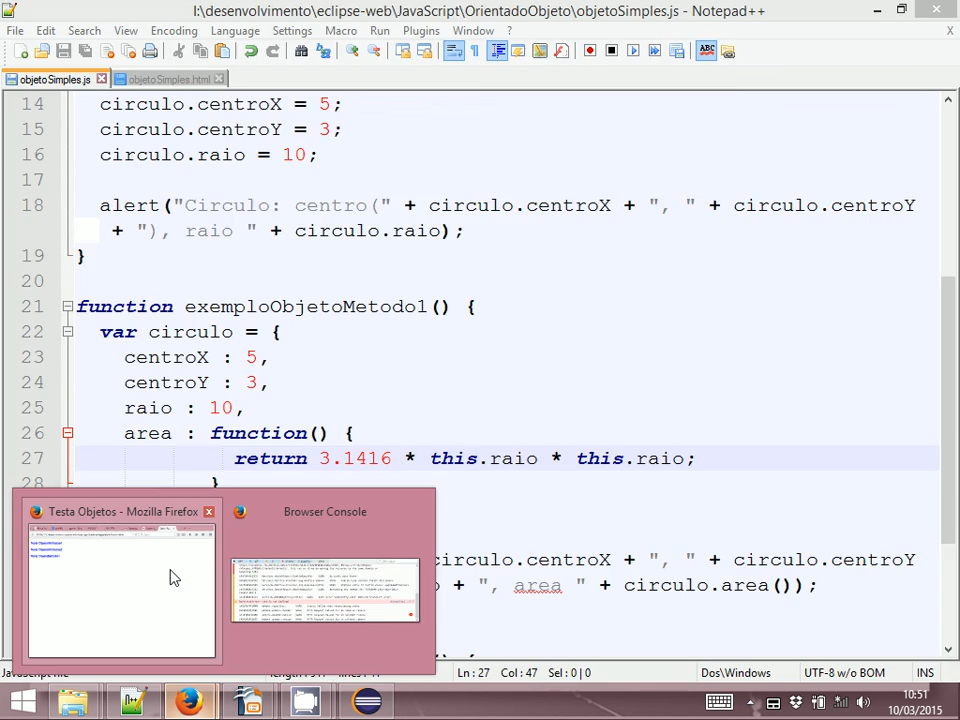 I:\desenvolvimento\eclipse-web\JavaScript\OrientadoObjeto\objetoSimples.js - Notepad++
File Edit Search View Encoding Language Settings Macro Run Plugins Window ? X
objetoSimples.js objetoSimples.html
14 circulo.centroX = 5;
15 circulo.centroY = 3;
16 circulo.raio = 10;
17
18 alert("Circulo: centro(" + circulo.centroX + ", " + circulo.centroY
+ "), raio " + circulo.raio);
19 }
20
21 function exemploObjetoMetodo1() {
22 var circulo = {
23 centroX : 5,
24 centroY : 3,
25 raio : 10,
26 area : function() {
27 return 3.1416 * this.raio * this.raio;
28 }
Testa Objetos - Mozilla Firefox Browser Console
circulo.centroX + ", " + circulo.centroY
+ ", area " + circulo.area());
() {
JavaScript file Ln : 27 Col : 47 Sel : 0 | 0 Dos\Windows UTF-8 w/o BOM INS
10:51
10/03/2015